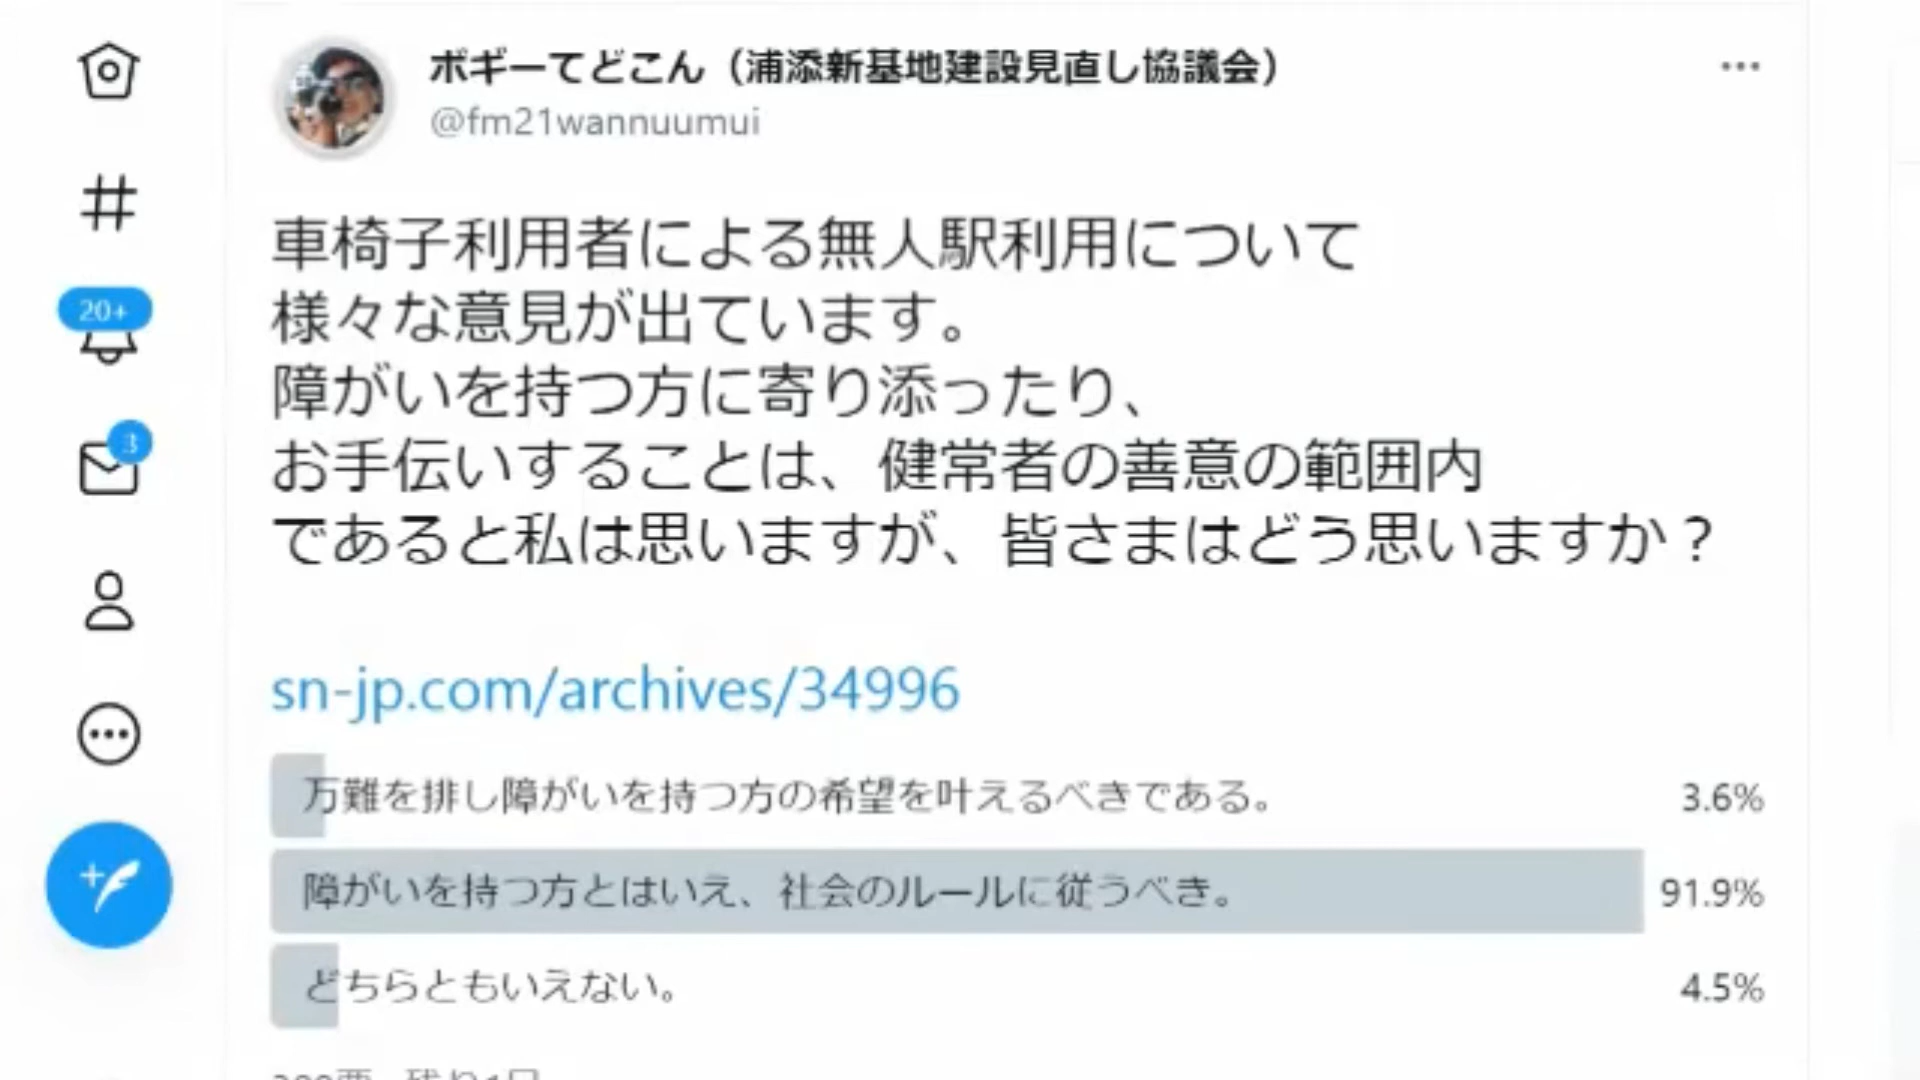 ボギーてどこん（浦添新基地建設見直し協議会）
@fm21wannuumui
20+
3
車椅子利用者による無人駅利用について
様々な意見が出ています。
障がいを持つ方に寄り添ったり、
お手伝いすることは、健常者の善意の範囲内
であると私は思いますが、皆さまはどう思いますか？
sn-jp.com/archives/34996
万難を排し障がいを持つ方の希望を叶えるべきである。 3.6%
障がいを持つ方とはいえ、社会のルールに従うべき。 91.9%
どちらともいえない。 4.5%